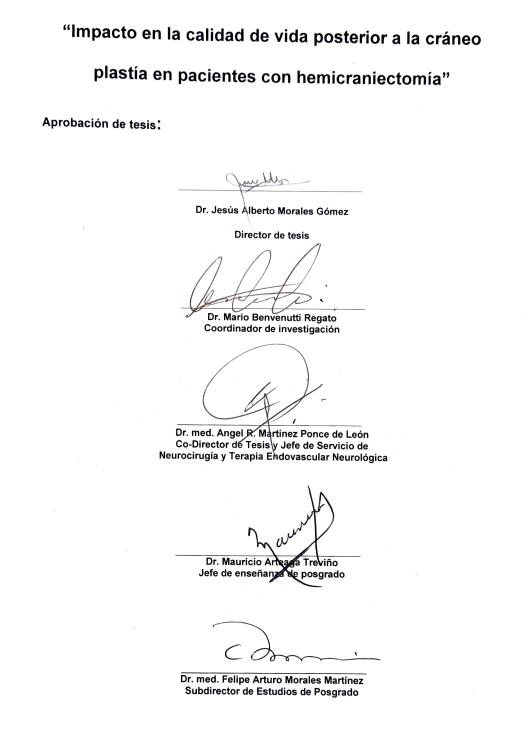 “Impacto en la calidad de vida posterior a la cráneo
plastía en pacientes con hemicraniectomía”
Aprobación de tesis:
Dr. Jesús Alberto Morales Gómez
Director de tesis
Dr. Mario Benvenutti Regato
Coordinador de investigación
Dr. med. Angel R. Martínez Ponce de León
Co-Director de Tesis y Jefe de Servicio de
Neurocirugía y Terapia Endovascular Neurológica
Dr. Mauricio Arteaga Treviño
Jefe de enseñanza de posgrado
Dr. med. Felipe Arturo Morales Martínez
Subdirector de Estudios de Posgrado